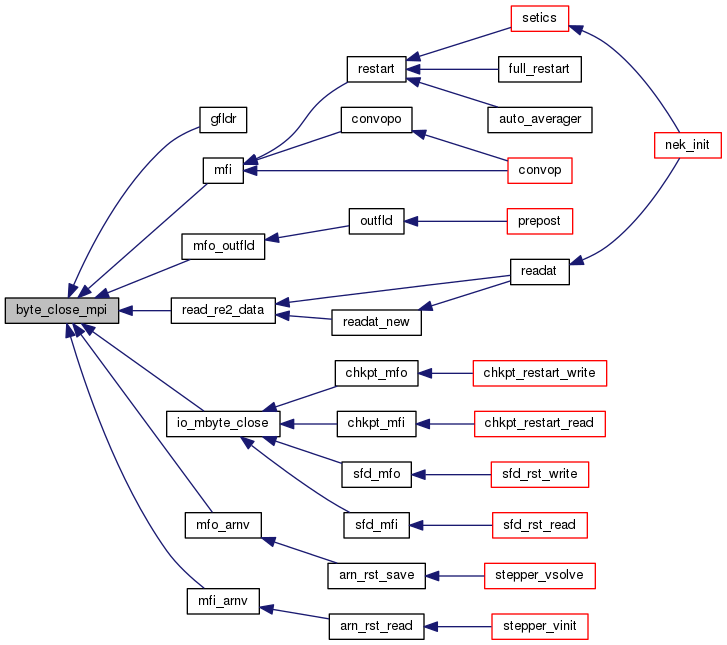 setics
restart
full_restart
gfldr
convopo
auto_averager
nek_init
mfi
convop
outfld
prepost
mfo_outfld
readat
byte_close_mpi
read_re2_data
readat_new
chkpt_mfo
chkpt_restart_write
io_mbyte_close
chkpt_mfi
chkpt_restart_read
sfd_mfo
sfd_rst_write
mfo_arnv
sfd_mfi
sfd_rst_read
arn_rst_save
stepper_vsolve
mfi_arnv
arn_rst_read
stepper_vinit